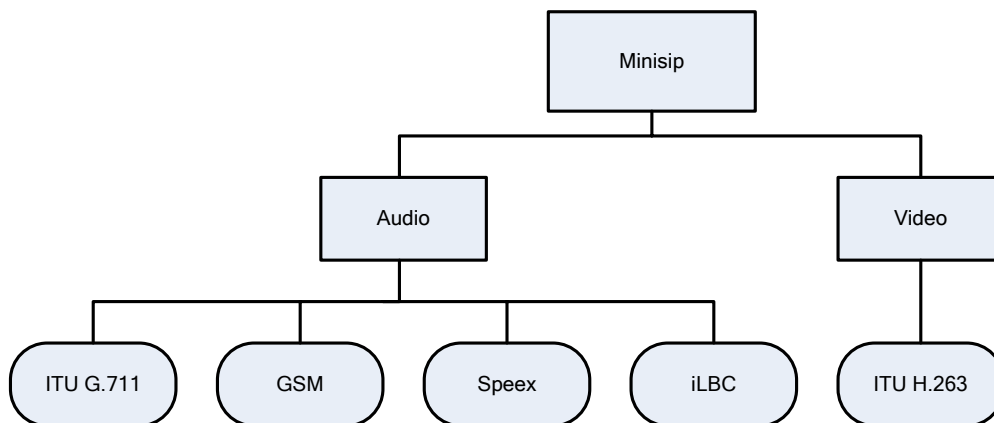 Minisip
Audio
Video
ITU G.711
GSM
Speex
iLBC
ITU H.263